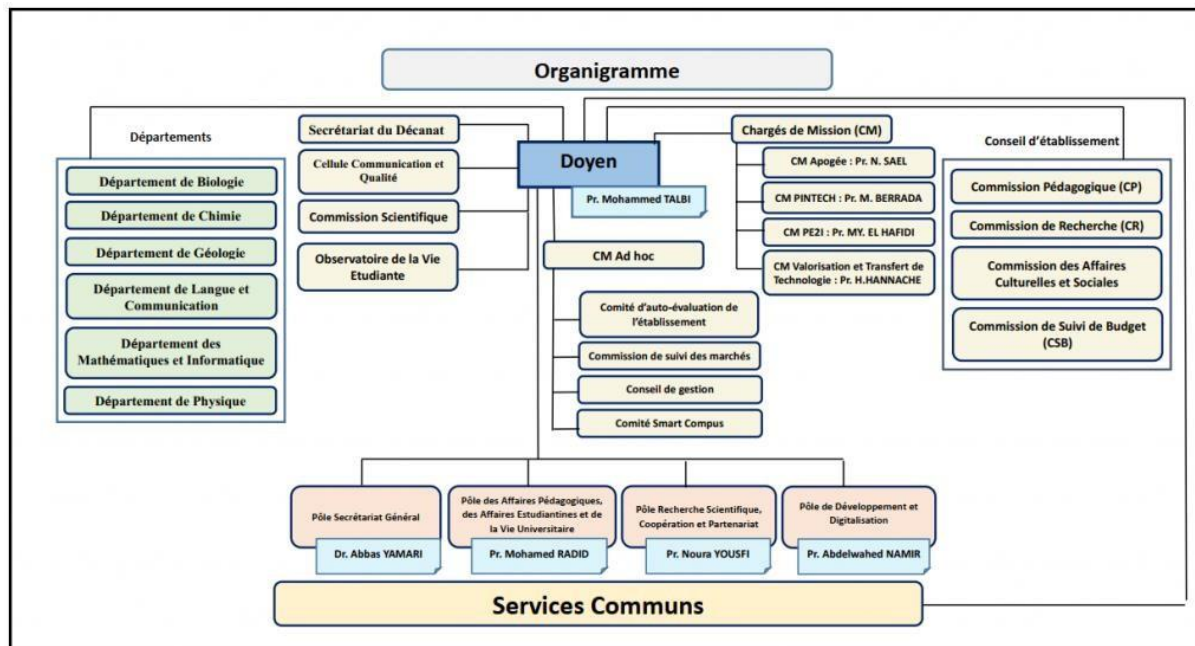 Organigramme
Départements
Département de Biologie
Département de Chimie
Département de Géologie
Département de Langue et
Communication
Département des
Mathématiques et Informatique
Département de Physique
Secrétariat du Décanat
Cellule Communication et
Qualité
Commission Scientifique
Observatoire de la Vie
Etudiante
Doyen
Pr. Mohammed TALBI
Chargés de Mission (CM)
CM Apogée : Pr. N. SAEL
CM PINTECH : Pr. M. BERRADA
CM PE2I : Pr. MY. EL HAFIDI
CM Valorisation et Transfert de
Technologie : Pr. H.HANNACHE
Conseil d'établissement
Commission Pédagogique (CP)
Commission de Recherche (CR)
Commission des Affaires
Culturelles et Sociales
Commission de Suivi de Budget
(CSB)
CM Ad hoc
Comité d'auto-évaluation de
l'établissement
Commission de suivi des marchés
Conseil de gestion
Comité Smart Compus
Pôle Secrétariat Général
Dr. Abbas YAMARI
Pôle des Affaires Pédagogiques,
des Affaires Estudiantines et de
la Vie Universitaire
Pr. Mohamed RADID
Pôle Recherche Scientifique,
Coopération et Partenariat
Pr. Noura YOUSFI
Pôle de Développement et
Digitalisation
Pr. Abdelwahed NAMIR
Services Communs